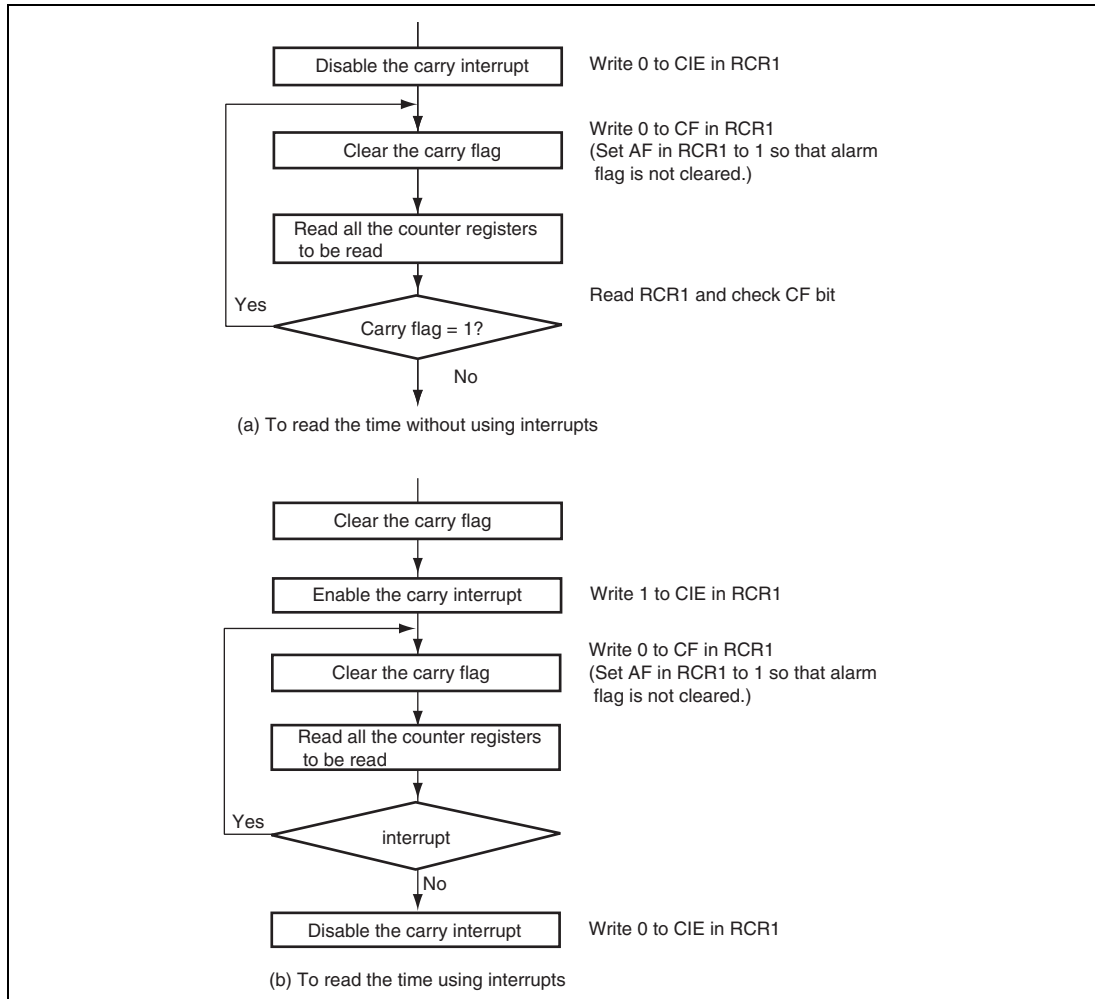 Disable the carry interrupt
Write 0 to CIE in RCR1
Write 0 to CF in RCR1
(Set AF in RCR1 to 1 so that alarm
flag is not cleared.)
Clear the carry flag
Read all the counter registers
to be read
Read RCR1 and check CF bit
Yes
Carry flag = 1?
No
(a) To read the time without using interrupts
Clear the carry flag
Enable the carry interrupt
Write 1 to CIE in RCR1
Write 0 to CF in RCR1
(Set AF in RCR1 to 1 so that alarm
flag is not cleared.)
Clear the carry flag
Read all the counter registers
to be read
Yes
interrupt
No
Disable the carry interrupt
Write 0 to CIE in RCR1
(b) To read the time using interrupts